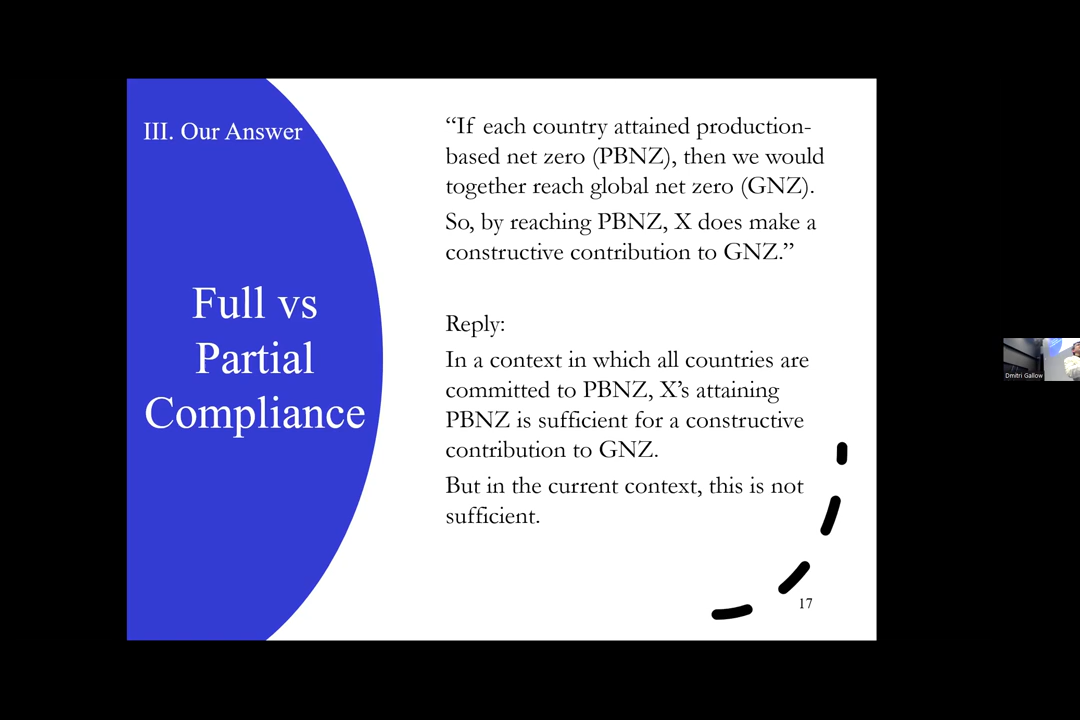 III. Our Answer
Full vs
Partial
Compliance
“If each country attained production-
based net zero (PBNZ), then we would
together reach global net zero (GNZ).
So, by reaching PBNZ, X does make a
constructive contribution to GNZ.”
Reply:
In a context in which all countries are
committed to PBNZ, X’s attaining
PBNZ is sufficient for a constructive
contribution to GNZ.
But in the current context, this is not
sufficient.
17
Dmitri Gallow